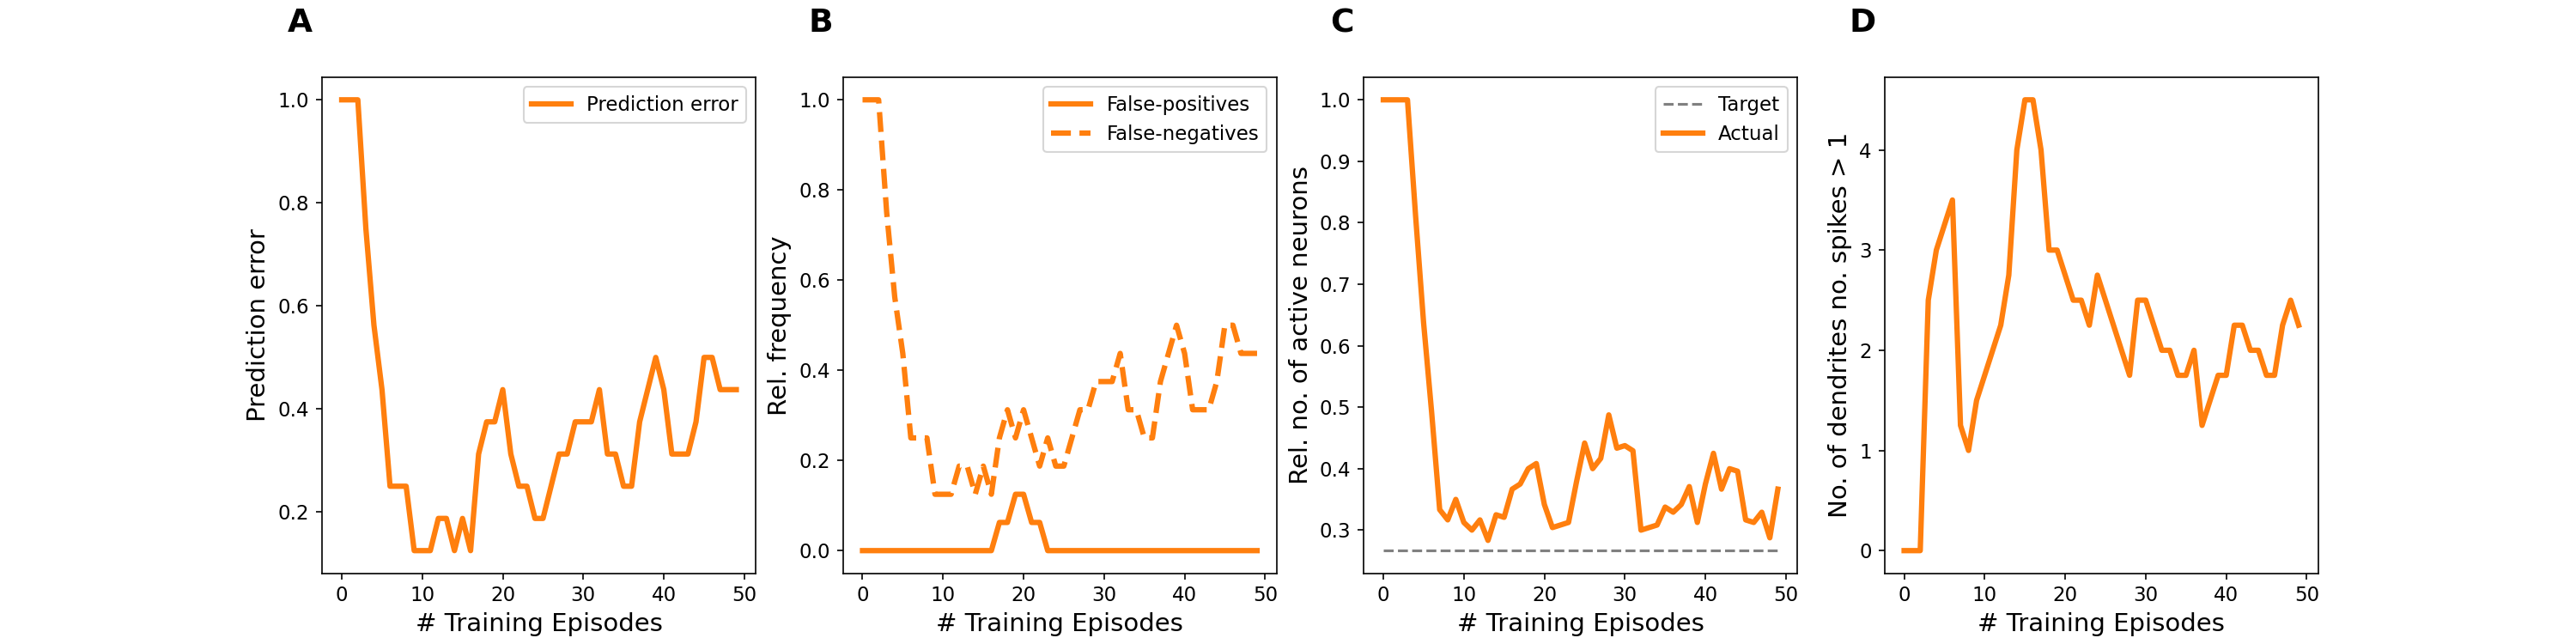 A
B
C
D
Prediction error
1.0
0.8
0.6
0.4
0.2
0
10
20
30
40
50
Prediction error
# Training Episodes
False-positives
False-negatives
1.0
0.8
0.6
0.4
0.2
0.0
0
10
20
30
40
50
Rel. frequency
# Training Episodes
Target
Actual
1.0
0.9
0.8
0.7
0.6
0.5
0.4
0.3
0
10
20
30
40
50
Rel. no. of active neurons
# Training Episodes
4
3
2
1
0
0
10
20
30
40
50
No. of dendrites no. spikes > 1
# Training Episodes